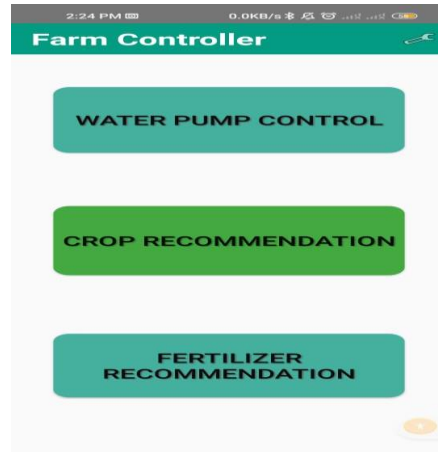 2:24 PM 0.0KB/s
Farm Controller
WATER PUMP CONTROL
CROP RECOMMENDATION
FERTILIZER
RECOMMENDATION